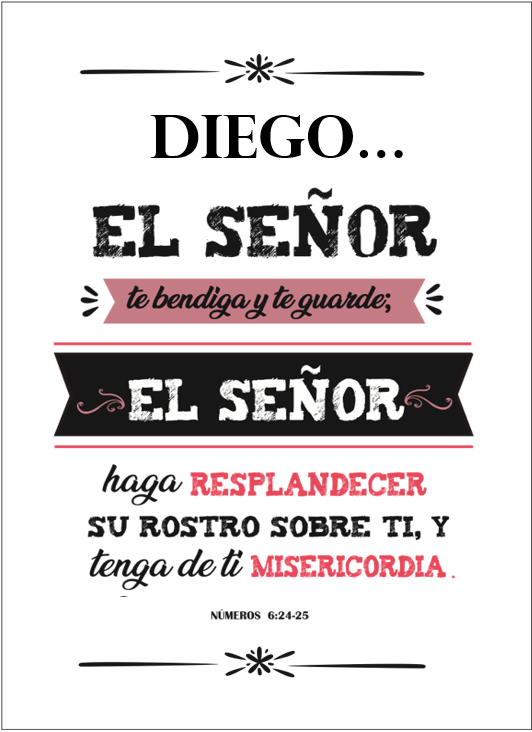 DIEGO...
EL SEÑOR
te bendiga y te guarde;
EL SEÑOR
haga RESPLANDECER
SU ROSTRO SOBRE TI, Y
tenga de ti MISERICORDIA.
NÚMEROS 6:24-25